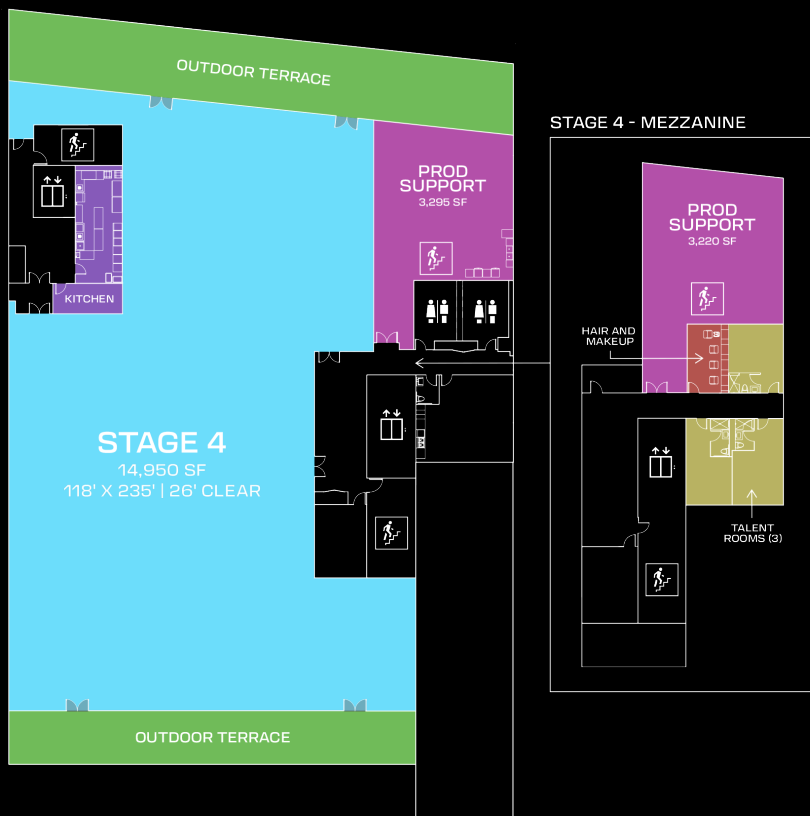 OUTDOOR TERRACE
STAGE 4 - MEZZANINE
PROD
SUPPORT
3,295 SF
PROD
SUPPORT
3,220 SF
KITCHEN
HAIR AND
MAKEUP
STAGE 4
14,950 SF
118' X 235' | 26' CLEAR
TALENT
ROOMS (3)
OUTDOOR TERRACE